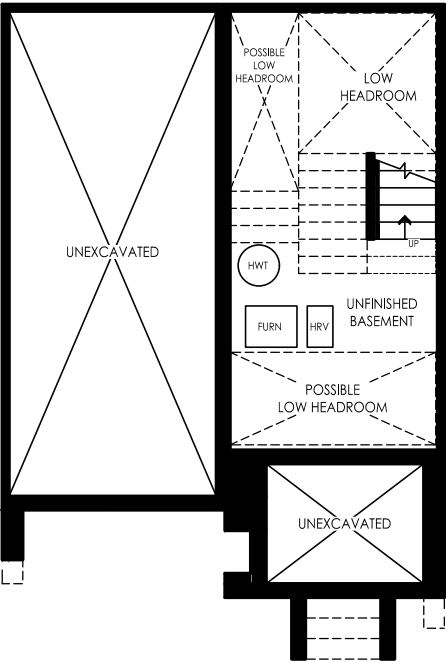 POSSIBLE
LOW
HEADROOM
LOW
HEADROOM
UP
UNEXCAVATED
HWT
UNFINISHED
BASEMENT
FURN
HRV
POSSIBLE
LOW HEADROOM
UNEXCAVATED